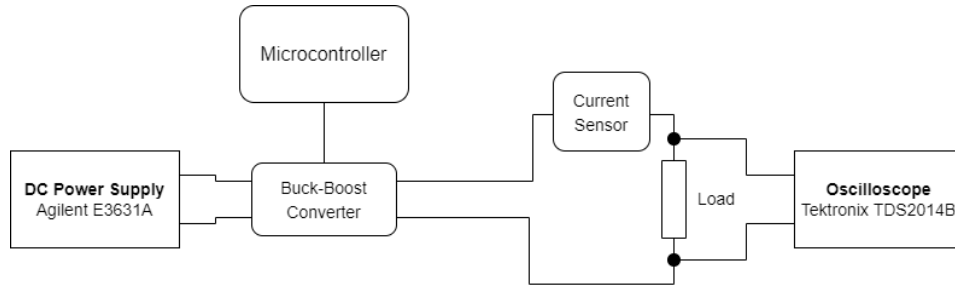 Microcontroller
Current
Sensor
DC Power Supply
Agilent E3631A
Buck-Boost
Converter
Load
Oscilloscope
Tektronix TDS2014B